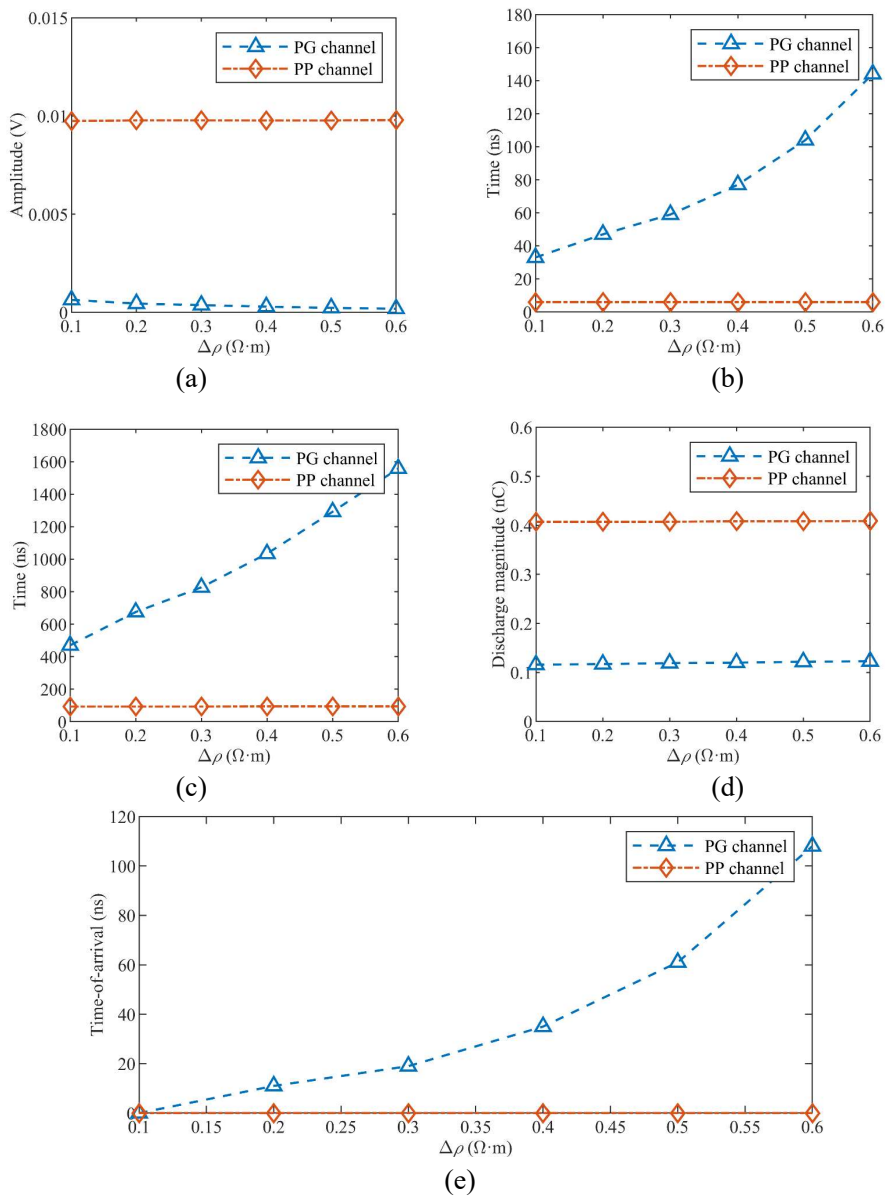 0.015
0.01
0.005
0
Amplitude (V)
PG channel
PP channel
0.1 0.2 0.3 0.4 0.5 0.6
Δρ (Ω·m)
(a)
180
160
140
120
100
80
60
40
20
0
Time (ns)
PG channel
PP channel
0.1 0.2 0.3 0.4 0.5 0.6
Δρ (Ω·m)
(b)
1800
1600
1400
1200
1000
800
600
400
200
0
Time (ns)
PG channel
PP channel
0.1 0.2 0.3 0.4 0.5 0.6
Δρ (Ω·m)
(c)
0.6
0.5
0.4
0.3
0.2
0.1
0
Discharge magnitude (nC)
PG channel
PP channel
0.1 0.2 0.3 0.4 0.5 0.6
Δρ (Ω·m)
(d)
120
100
80
60
40
20
0
Time-of-arrival (ns)
PG channel
PP channel
0.1 0.15 0.2 0.25 0.3 0.35 0.4 0.45 0.5 0.55 0.6
Δρ (Ω·m)
(e)